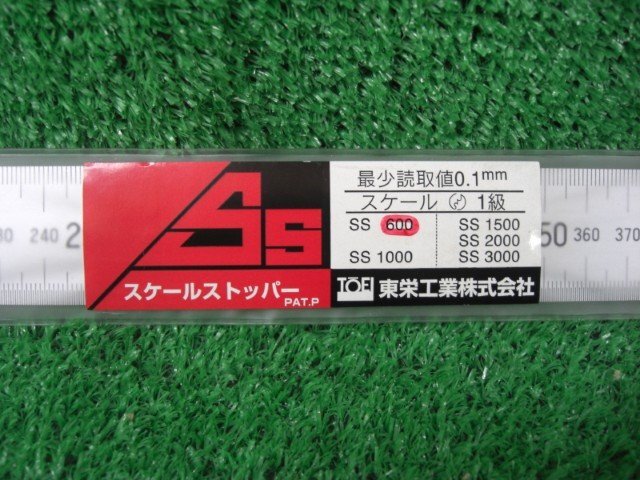 30 240 2
50 360 370
SS
スケールストッパー
PAT.P
最少読取値0.1mm
スケール 1級
SS 600 SS 1500
SS 2000
SS 1000 SS 3000
TOEI 東栄工業株式会社